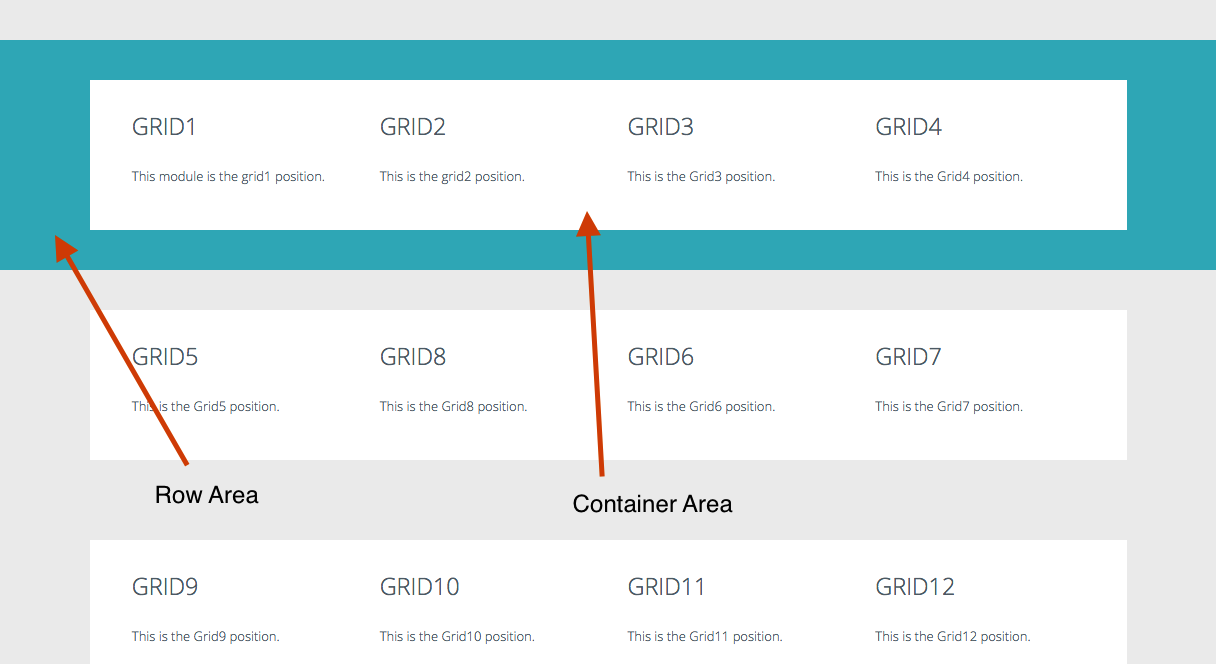 GRID1 GRID2 GRID3 GRID4
This module is the grid1 position. This is the grid2 position. This is the Grid3 position. This is the Grid4 position.
GRID5 GRID8 GRID6 GRID7
This is the Grid5 position. This is the Grid8 position. This is the Grid6 position. This is the Grid7 position.
Row Area
Container Area
GRID9 GRID10 GRID11 GRID12
This is the Grid9 position. This is the Grid10 position. This is the Grid11 position. This is the Grid12 position.